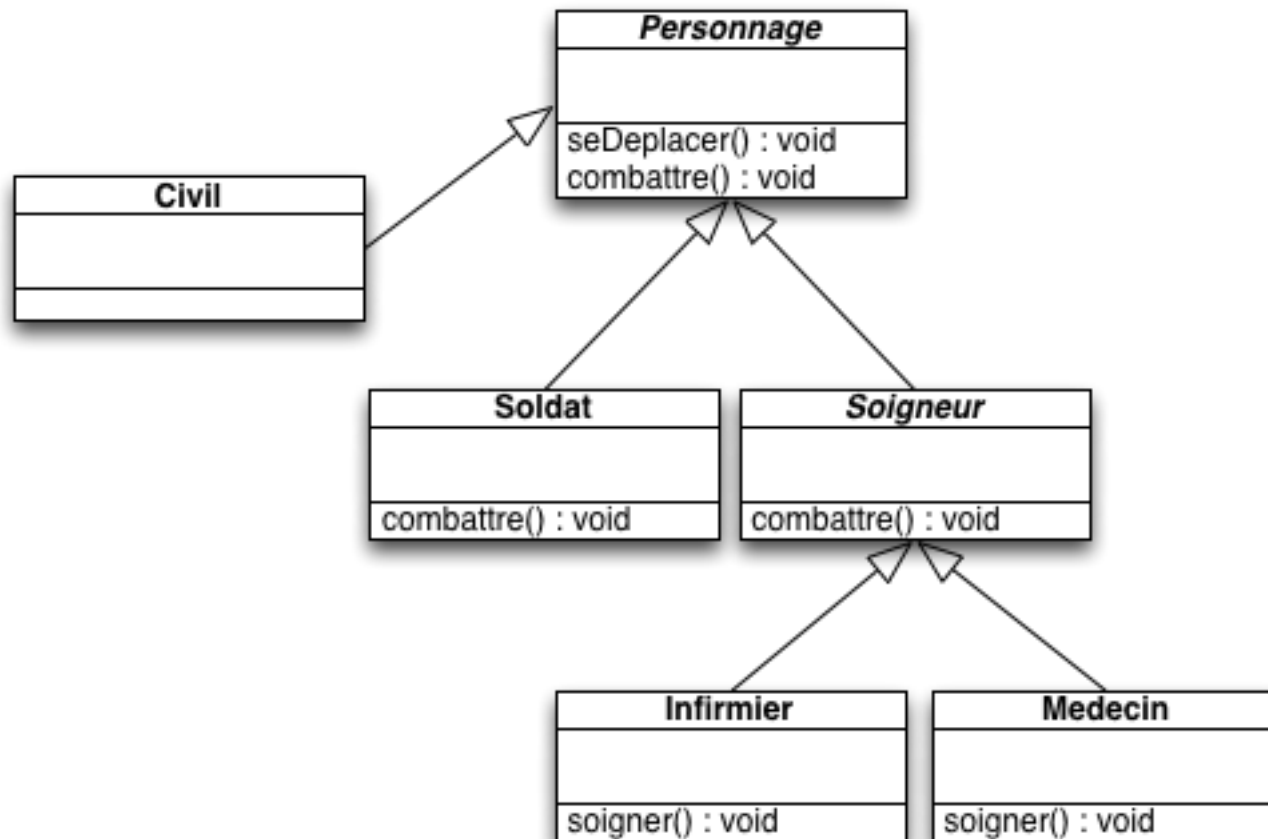 Personnage
seDeplacer() : void
combattre() : void
Civil
Soldat
combattre() : void
Soigneur
combattre() : void
Infirmier
soigner() : void
Medecin
soigner() : void